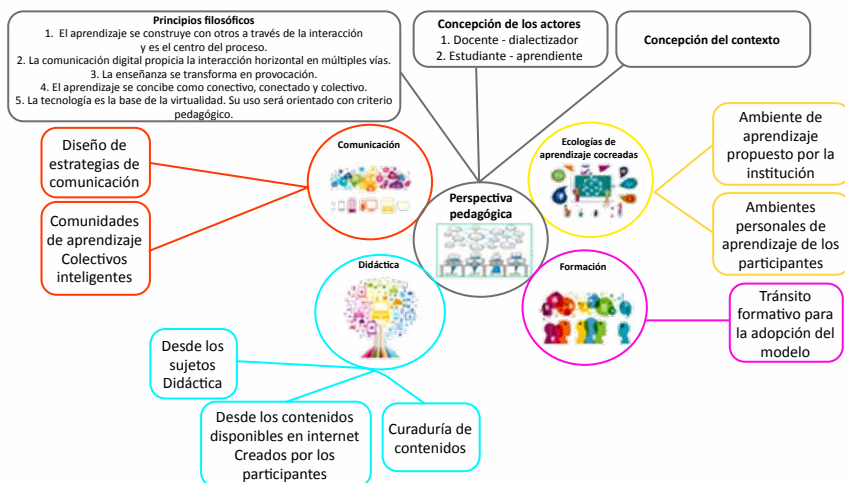 Principios filosóficos
1. El aprendizaje se construye con otros a través de la interacción
y es el centro del proceso.
2. La comunicación digital propicia la interacción horizontal en múltiples vías.
3. La enseñanza se transforma en provocación.
4. El aprendizaje se concibe como conectivo, conectado y colectivo.
5. La tecnología es la base de la virtualidad. Su uso será orientado con criterio
pedagógico.
Concepción de los actores
1. Docente - dialectizador
2. Estudiante - aprendiente
Concepción del contexto
Diseño de
estrategias de
comunicación
Comunidades
de aprendizaje
Colectivos
inteligentes
Comunicación
Perspectiva
pedagógica
Ecologías de
aprendizaje cocreadas
Ambiente de
aprendizaje
propuesto por la
institución
Ambientes
personales de
aprendizaje de los
participantes
Didáctica
Formación
Tránsito
formativo para
la adopción del
modelo
Desde los
sujetos
Didáctica
Desde los contenidos
disponibles en internet
Creados por los
participantes
Curaduría de
contenidos